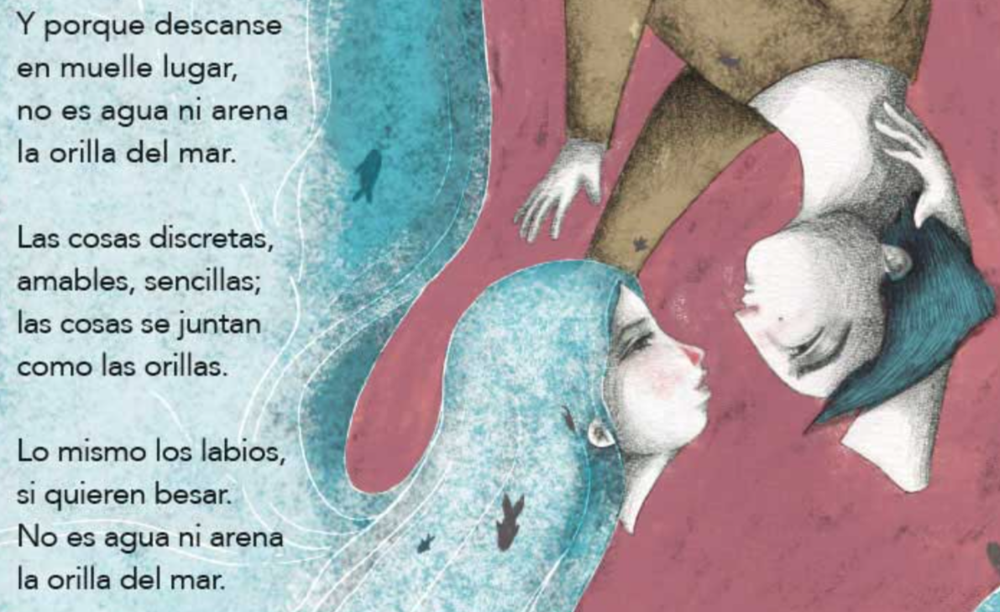 Y porque descanse
en muelle lugar,
no es agua ni arena
la orilla del mar.
Las cosas discretas,
amables, sencillas;
las cosas se juntan
como las orillas.
Lo mismo los labios,
si quieren besar.
No es agua ni arena
la orilla del mar.